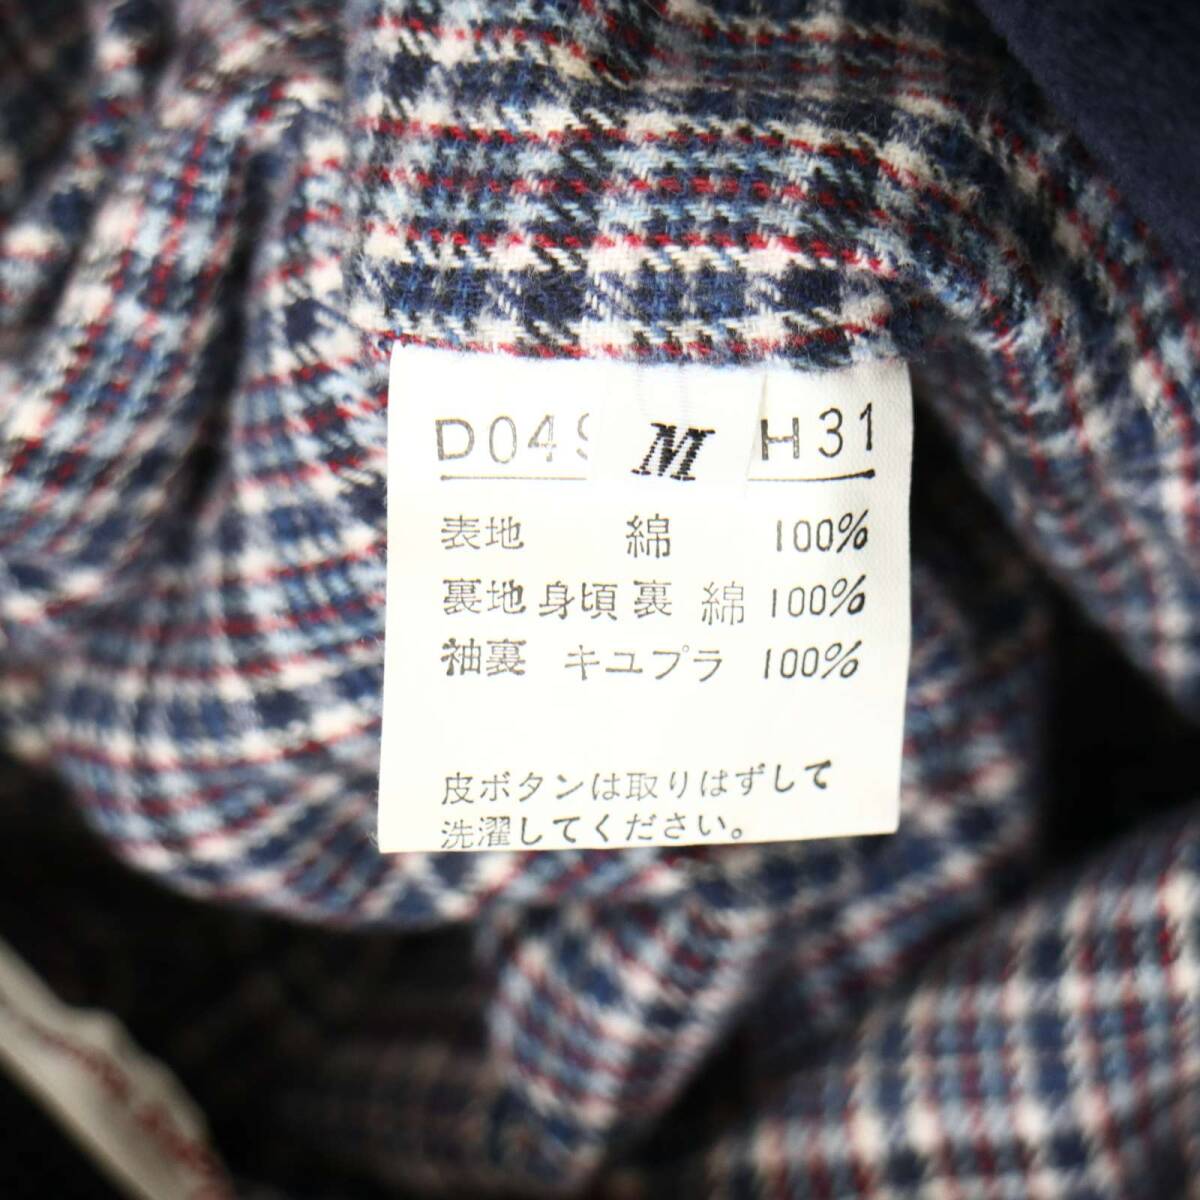 D049 M H31
表地 綿 100%
裏地 身頃裏 綿 100%
袖裏 キユプラ 100%
皮ボタンは取りはずして
洗濯してください。